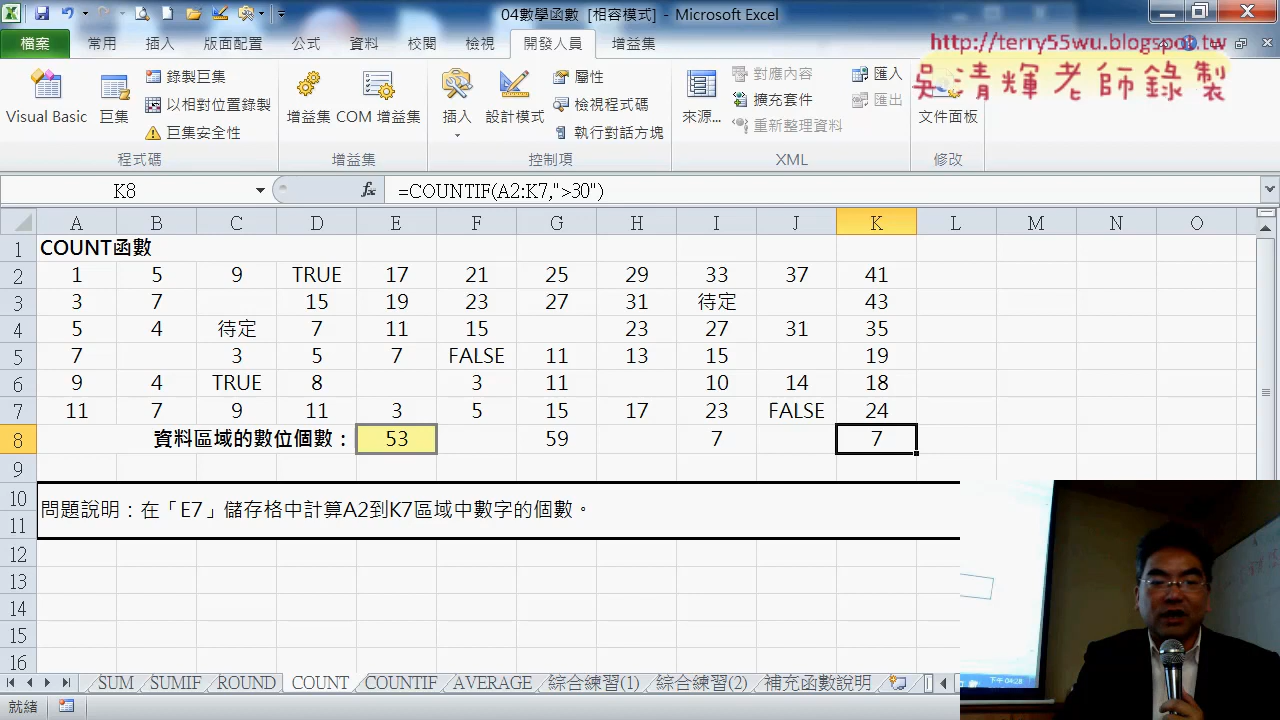 04數學函數 [相容模式] - Microsoft Excel
http://terry55wu.blogspot.tw
吳清輝老師錄製
檔案 常用 插入 版面配置 公式 資料 校閱 檢視 開發人員 增益集
Visual Basic 巨集 錄製巨集 以相對位置錄製 巨集安全性
增益集 COM 增益集
插入 設計模式 屬性 檢視程式碼 執行對話方塊
來源... 對應內容 擴充套件 重新整理資料 匯入 匯出
文件面板
程式碼 增益集 控制項 XML 修改
K8 fx =COUNTIF(A2:K7,">30")
A B C D E F G H I J K L M N O
1 COUNT函數
2 1 5 9 TRUE 17 21 25 29 33 37 41
3 3 7 15 19 23 27 31 待定 43
4 5 4 待定 7 11 15 23 27 31 35
5 7 3 5 7 FALSE 11 13 15 19
6 9 4 TRUE 8 3 11 10 14 18
7 11 7 9 11 3 5 15 17 23 FALSE 24
8 資料區域的數位個數： 53 59 7 7
9
10 問題說明：在「E7」儲存格中計算A2到K7區域中數字的個數。
11
12
13
14
15
16
SUM SUMIF ROUND COUNT COUNTIF AVERAGE 綜合練習(1) 綜合練習(2) 補充函數說明
就緒
下午 04:28